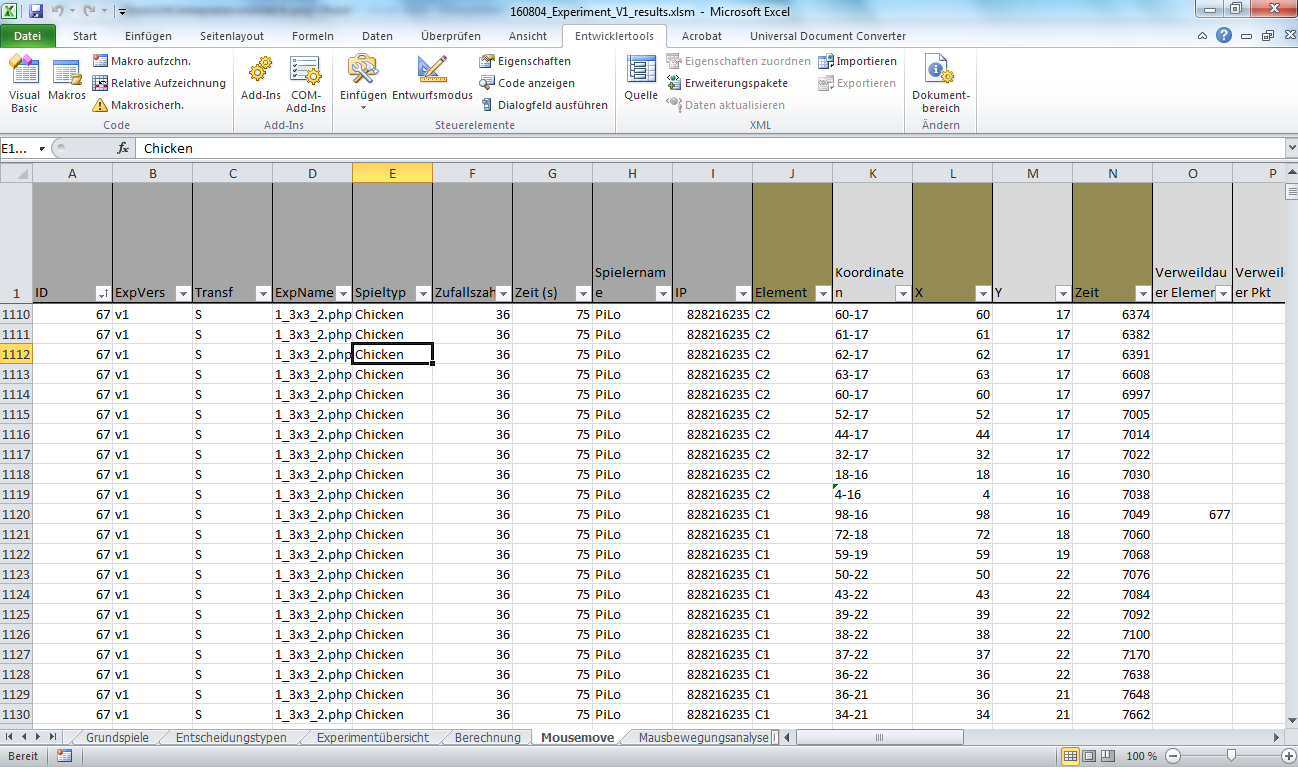 160804_Experiment_V1_results.xlsm - Microsoft Excel
Datei Start Einfügen Seitenlayout Formeln Daten Überprüfen Ansicht Entwicklertools Acrobat Universal Document Converter
Visual Basic Makros Makro aufzchn. Relative Aufzeichnung Makrosicherh. Code
Add-Ins COM-Add-Ins Add-Ins
Einfügen Entwurfsmodus Eigenschaften Code anzeigen Dialogfeld ausführen Steuerelemente
Quelle Eigenschaften zuordnen Erweiterungspakete Daten aktualisieren Importieren Exportieren XML
Dokument-bereich Ändern
E1... fx Chicken
A B C D E F G H I J K L M N O P
1 ID ExpVers Transf ExpName Spieltyp Zufallszah Zeit (s) Spielername IP Element Koordinaten X Y Zeit Verweildauer Elemer Verweil er Pkt
1110 67 v1 S 1_3x3_2.php Chicken 36 75 PiLo 828216235 C2 60-17 60 17 6374
1111 67 v1 S 1_3x3_2.php Chicken 36 75 PiLo 828216235 C2 61-17 61 17 6382
1112 67 v1 S 1_3x3_2.php Chicken 36 75 PiLo 828216235 C2 62-17 62 17 6391
1113 67 v1 S 1_3x3_2.php Chicken 36 75 PiLo 828216235 C2 63-17 63 17 6608
1114 67 v1 S 1_3x3_2.php Chicken 36 75 PiLo 828216235 C2 60-17 60 17 6997
1115 67 v1 S 1_3x3_2.php Chicken 36 75 PiLo 828216235 C2 52-17 52 17 7005
1116 67 v1 S 1_3x3_2.php Chicken 36 75 PiLo 828216235 C2 44-17 44 17 7014
1117 67 v1 S 1_3x3_2.php Chicken 36 75 PiLo 828216235 C2 32-17 32 17 7022
1118 67 v1 S 1_3x3_2.php Chicken 36 75 PiLo 828216235 C2 18-16 18 16 7030
1119 67 v1 S 1_3x3_2.php Chicken 36 75 PiLo 828216235 C2 4-16 4 16 7038
1120 67 v1 S 1_3x3_2.php Chicken 36 75 PiLo 828216235 C1 98-16 98 16 7049 677
1121 67 v1 S 1_3x3_2.php Chicken 36 75 PiLo 828216235 C1 72-18 72 18 7060
1122 67 v1 S 1_3x3_2.php Chicken 36 75 PiLo 828216235 C1 59-19 59 19 7068
1123 67 v1 S 1_3x3_2.php Chicken 36 75 PiLo 828216235 C1 50-22 50 22 7076
1124 67 v1 S 1_3x3_2.php Chicken 36 75 PiLo 828216235 C1 43-22 43 22 7084
1125 67 v1 S 1_3x3_2.php Chicken 36 75 PiLo 828216235 C1 39-22 39 22 7092
1126 67 v1 S 1_3x3_2.php Chicken 36 75 PiLo 828216235 C1 38-22 38 22 7100
1127 67 v1 S 1_3x3_2.php Chicken 36 75 PiLo 828216235 C1 37-22 37 22 7170
1128 67 v1 S 1_3x3_2.php Chicken 36 75 PiLo 828216235 C1 36-22 36 22 7638
1129 67 v1 S 1_3x3_2.php Chicken 36 75 PiLo 828216235 C1 36-21 36 21 7648
1130 67 v1 S 1_3x3_2.php Chicken 36 75 PiLo 828216235 C1 34-21 34 21 7662
Grundspiele Entscheidungstypen Experimentübersicht Berechnung Mousemove Mausbewegungsanalyse
Bereit 100 %